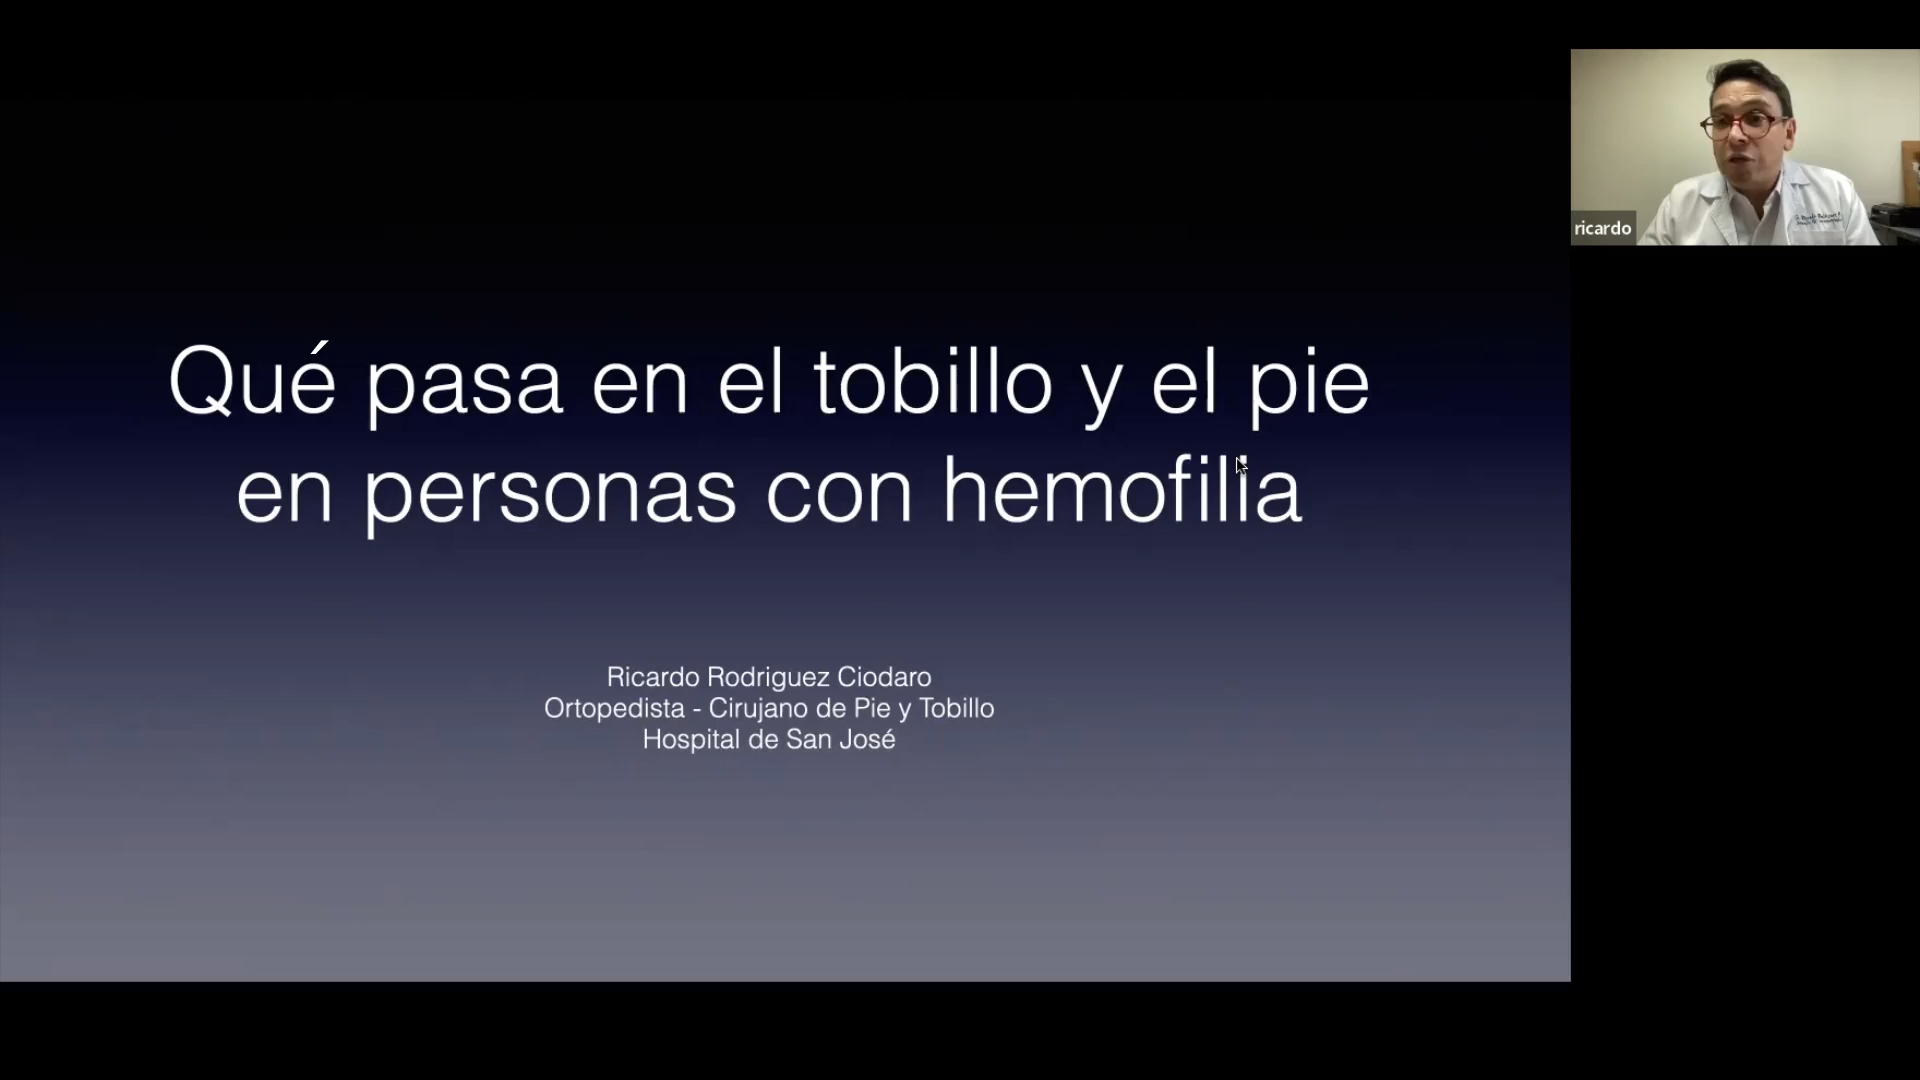 Qué pasa en el tobillo y el pie
en personas con hemofilia
Ricardo Rodriguez Ciodaro
Ortopedista - Cirujano de Pie y Tobillo
Hospital de San José
ricardo